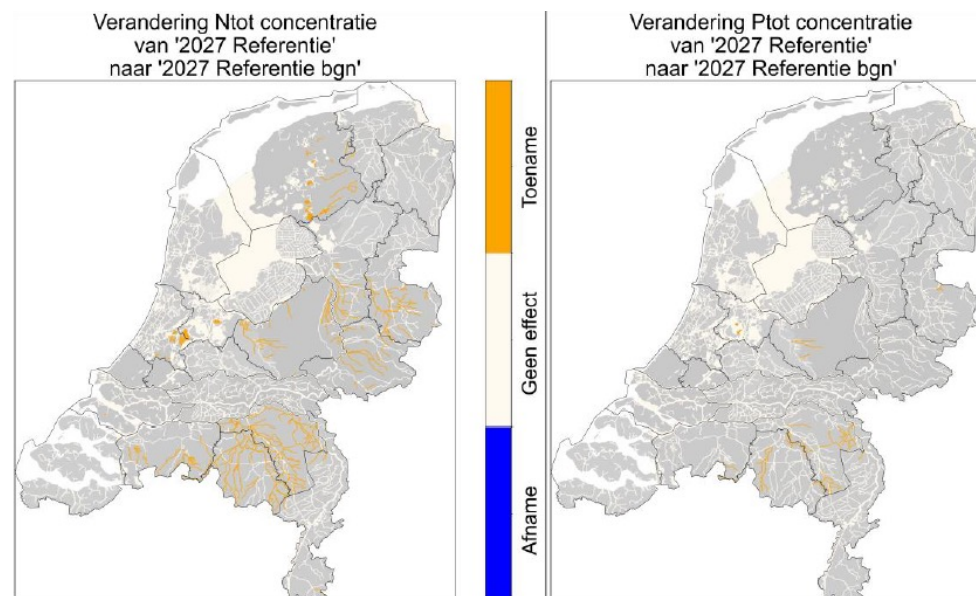 Verandering Ntot concentratie
van '2027 Referentie'
naar '2027 Referentie bgn'
Toename
Geen effect
Afname
Verandering Ptot concentratie
van '2027 Referentie'
naar '2027 Referentie bgn'